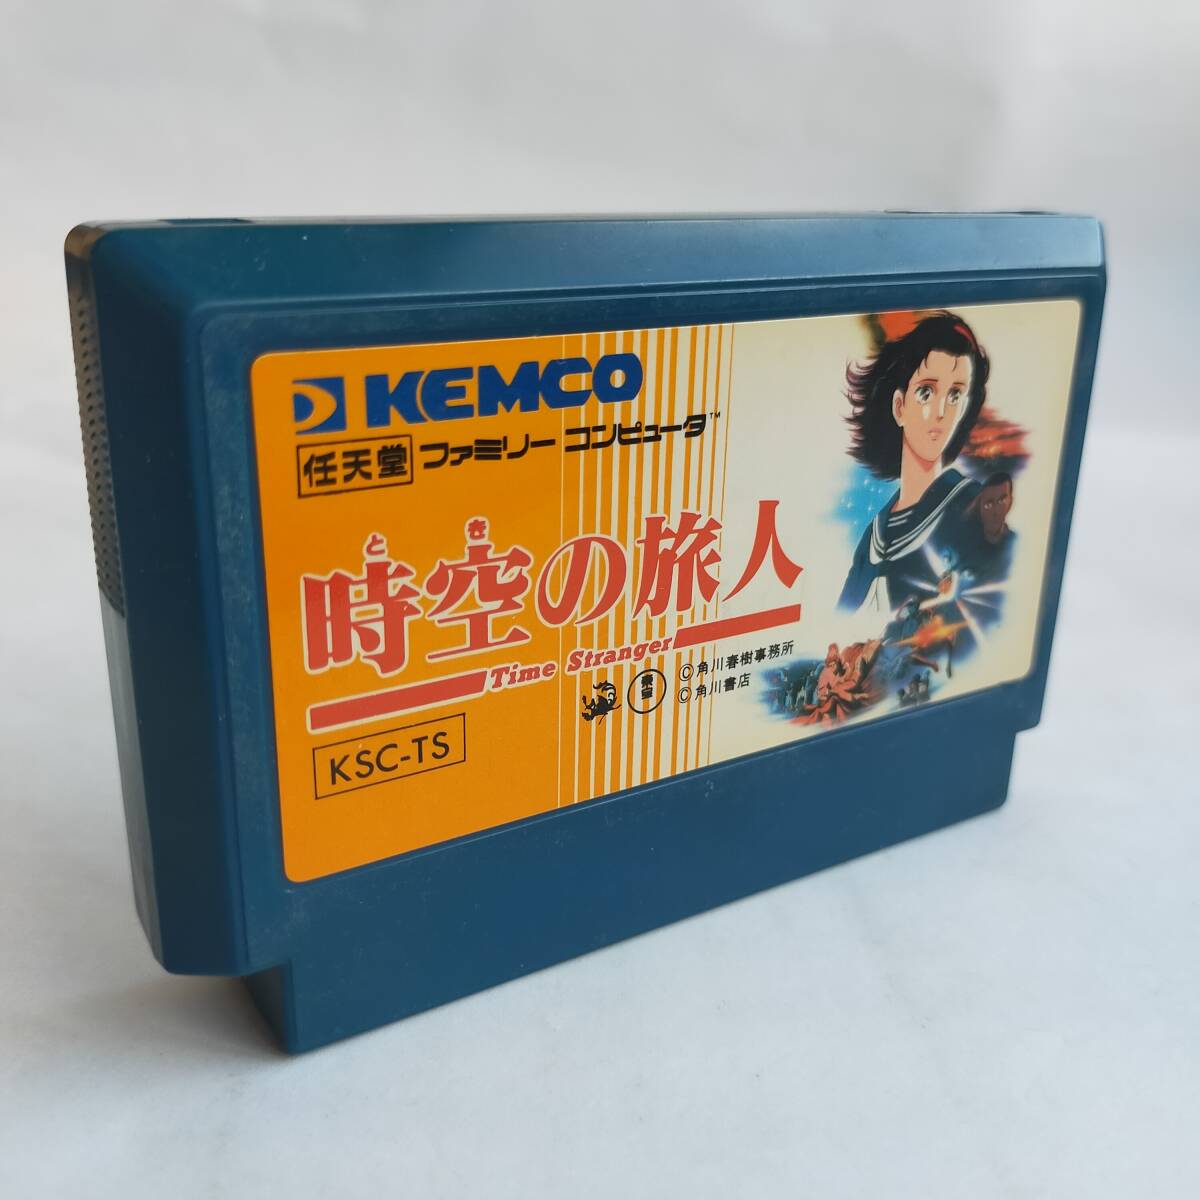 KEMCO
任天堂 ファミリー コンピュータ™
とき
時空の旅人
Time Stranger
©角川春樹事務所
©角川書店
KSC-TS